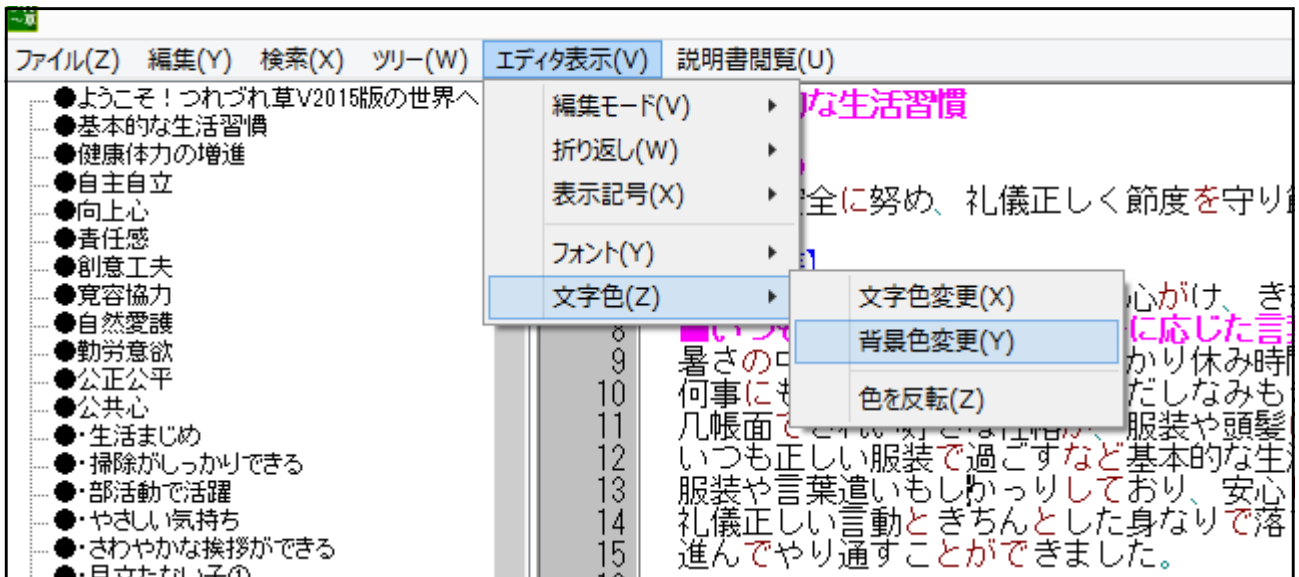 ファイル(Z) 編集(Y) 検索(X) ツリー(W) エディタ表示(V) 説明書閲覧(U)
●ようこそ！つれづれ草V2015版の世界へ
●基本的な生活習慣
●健康体力の増進
●自主自立
●向上心
●責任感
●創意工夫
●寛容協力
●自然愛護
●勤労意欲
●公正公平
●公共心
●・生活まじめ
●・掃除がしっかりできる
●・部活動で活躍
●・やさしい気持ち
●・さわやかな挨拶ができる
●・目立たない子①
編集モード(V)
折り返し(W)
表示記号(X)
フォント(Y)
文字色(Z)
文字色変更(X)
背景色変更(Y)
色を反転(Z)
な生活習慣
全に努め、礼儀正しく節度を守り
心がけ、き
8 ■いつも に応じた言
9 暑さの かり休み時
10 何事にも だしなみも
11 几帳面で 服装や頭髪
12 いつも正しい服装で過ごすなど基本的な生
13 服装や言葉遣いもしかっりしており、安心
14 礼儀正しい言動ときちんとした身なりで落
15 進んでやり通すことができました。